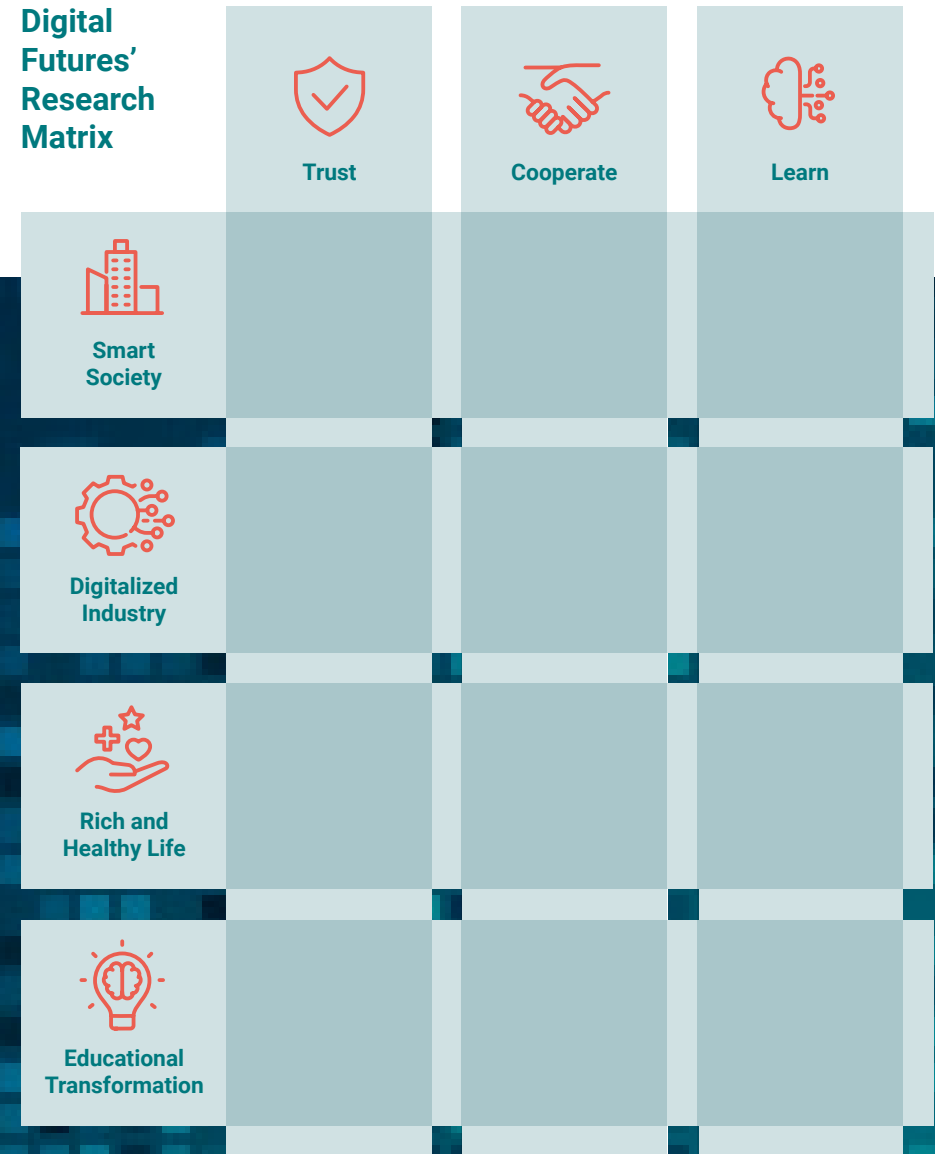 Digital
Futures’
Research
Matrix
Trust
Cooperate
Learn
Smart
Society
Digitalized
Industry
Rich and
Healthy Life
Educational
Transformation